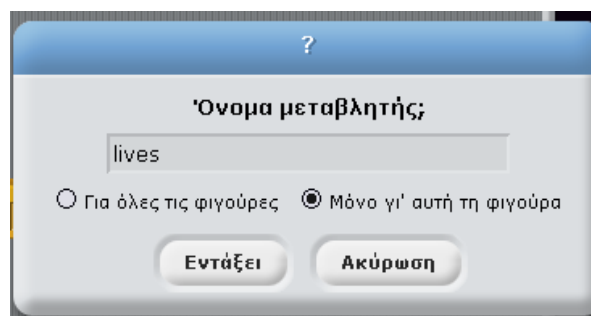 ?
Όνομα μεταβλητής;
lives
Για όλες τις φιγούρες Μόνο γι' αυτή τη φιγούρα
Εντάξει Ακύρωση